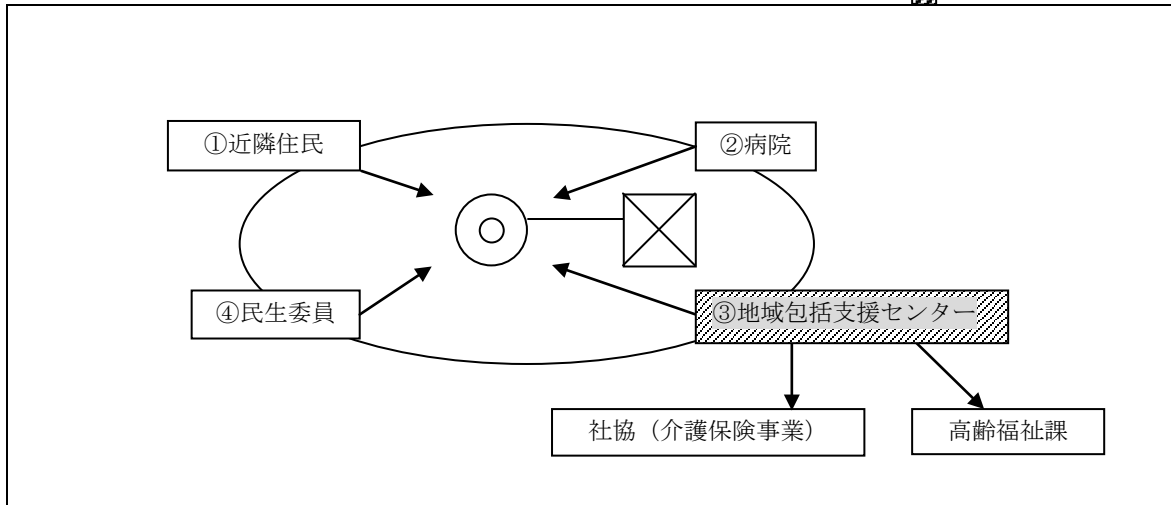 ①近隣住民
②病院
④民生委員
③地域包括支援センター
社協（介護保険事業）
高齢福祉課